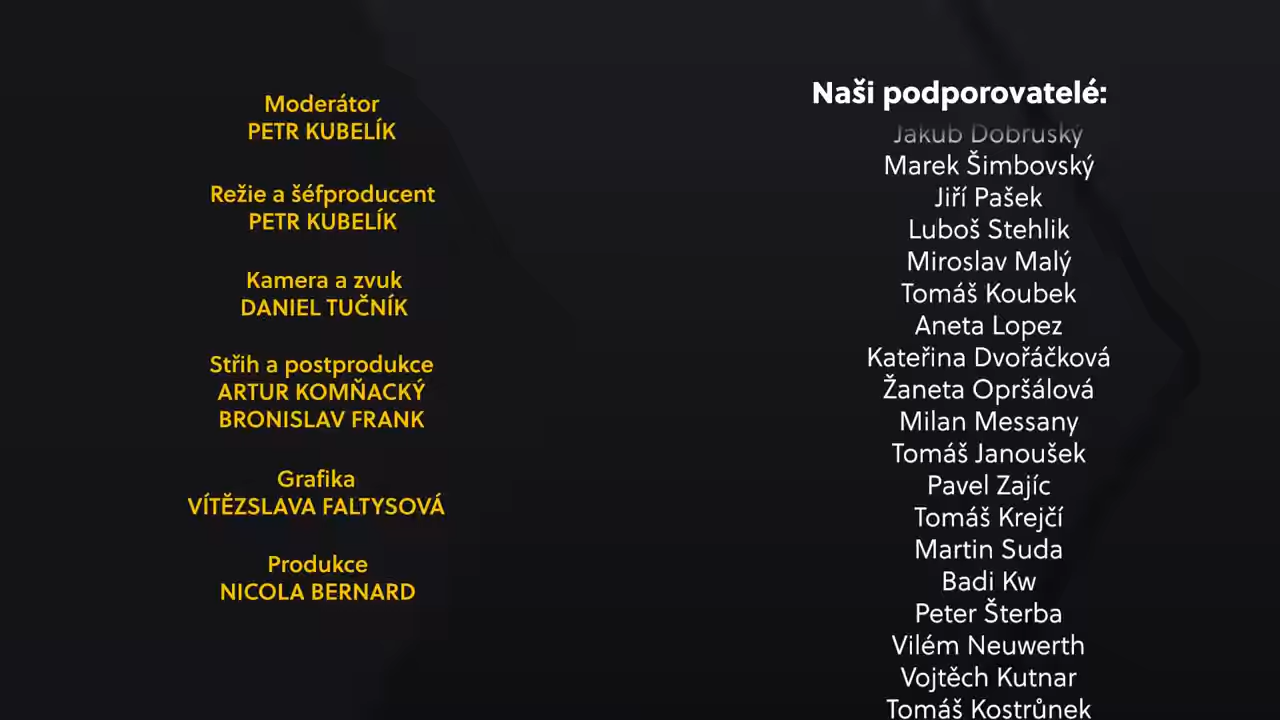 Moderátor
PETR KUBELÍK
Režie a šéfproducent
PETR KUBELÍK
Kamera a zvuk
DANIEL TUČNÍK
Střih a postprodukce
ARTUR KOMŇACKÝ
BRONISLAV FRANK
Grafika
VÍTĚZSLAVA FALTYSOVÁ
Produkce
NICOLA BERNARD
Naši podporovatelé:
Jakub Dobruský
Marek Šimbovský
Jiří Pašek
Luboš Stehlik
Miroslav Malý
Tomáš Koubek
Aneta Lopez
Kateřina Dvořáčková
Žaneta Opršálová
Milan Messany
Tomáš Janoušek
Pavel Zajíc
Tomáš Krejčí
Martin Suda
Badi Kw
Peter Šterba
Vilém Neuwerth
Vojtěch Kutnar
Tomáš Kostrůnek